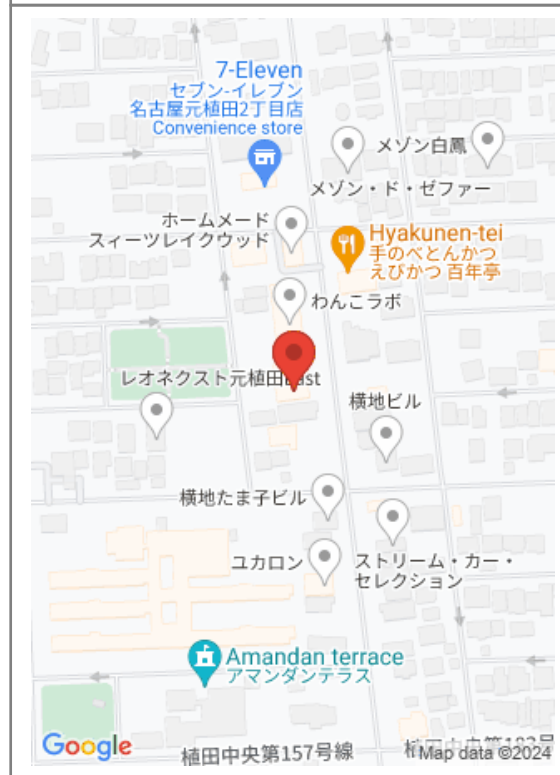 7-Eleven
セブン-イレブン
名古屋元植田2丁目店
Convenience store
メゾン白鳳
メゾン・ド・ゼファー
ホームメード
スィーツレイクウッド
Hyakunen-tei
手のべとんかつ
えびかつ 百年亭
わんこラボ
レオネクスト元植田East
横地ビル
横地たま子ビル
ユカロン
ストリーム・カー・
セレクション
Amandan terrace
アマンダンテラス
Google
植田中央第157号線
Map data ©2024